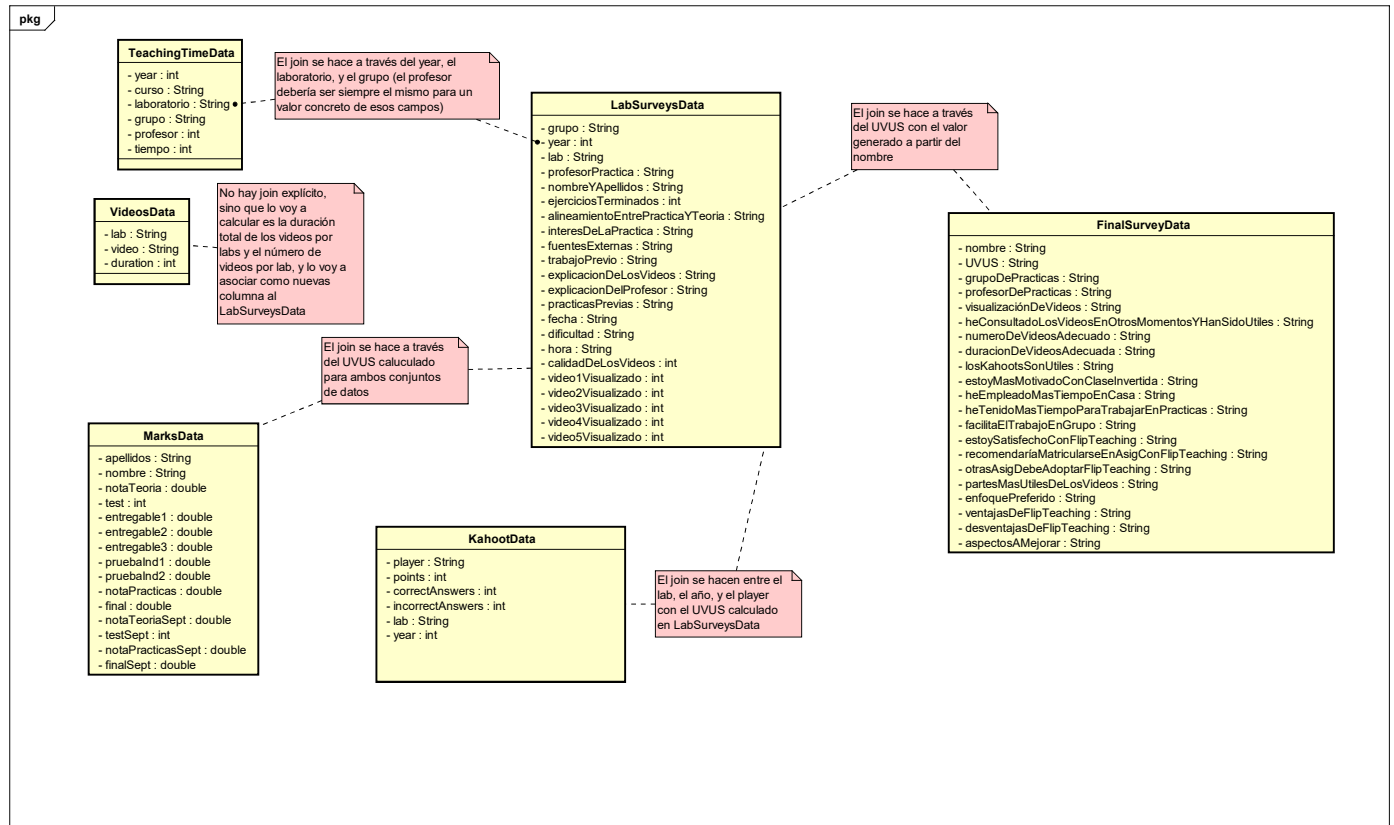 pkg
TeachingTimeData
- year : int
- curso : String
- laboratorio : String
- grupo : String
- profesor : int
- tiempo : int
El join se hace a través del year, el
laboratorio, y el grupo (el profesor
debería ser siempre el mismo para un
valor concreto de esos campos)
LabSurveysData
- grupo : String
- year : int
- lab : String
- profesorPractica : String
- nombreYApellidos : String
- ejerciciosTerminados : int
- alineamientoEntrePracticaYTeoria : String
- interesDeLaPractica : String
- fuentesExternas : String
- trabajoPrevio : String
- explicacionDeLosVideos : String
- explicacionDelProfesor : String
- practicasPrevias : String
- fecha : String
- dificultad : String
- hora : String
- calidadDeLosVideos : int
- video1Visualizado : int
- video2Visualizado : int
- video3Visualizado : int
- video4Visualizado : int
- video5Visualizado : int
El join se hace a través
del UVUS con el valor
generado a partir del
nombre
VideosData
- lab : String
- video : String
- duration : int
No hay join explícito,
sino que lo voy a
calcular es la duración
total de los videos por
labs y el número de
videos por lab, y lo voy a
asociar como nuevas
columna al
LabSurveysData
FinalSurveyData
- nombre : String
- UVUS : String
- grupoDePracticas : String
- profesorDePracticas : String
- visualizaciónDeVideos : String
- heConsultadoLosVideosEnOtrosMomentosYHanSidoUtiles : String
- numeroDeVideosAdecuado : String
- duracionDeVideosAdecuada : String
- losKahootsSonUtiles : String
- estoyMasMotivadoConClaseInvertida : String
- heEmpleadoMasTiempoEnCasa : String
- heTenidoMasTiempoParaTrabajarEnPracticas : String
- facilitaElTrabajoEnGrupo : String
- estoySatisfechoConFlipTeaching : String
- recomendaríaMatricularseEnAsigConFlipTeaching : String
- otrasAsigDebeAdoptarFlipTeaching : String
- partesMasUtilesDeLosVideos : String
- enfoquePreferido : String
- ventajasDeFlipTeaching : String
- desventajasDeFlipTeaching : String
- aspectosAMejorar : String
El join se hace a través
del UVUS caluculado
para ambos conjuntos
de datos
MarksData
- apellidos : String
- nombre : String
- notaTeoria : double
- test : int
- entregable1 : double
- entregable2 : double
- entregable3 : double
- pruebaInd1 : double
- pruebaInd2 : double
- notaPracticas : double
- final : double
- notaTeoriaSept : double
- testSept : int
- notaPracticasSept : double
- finalSept : double
KahootData
- player : String
- points : int
- correctAnswers : int
- incorrectAnswers : int
- lab : String
- year : int
El join se hacen entre el
lab, el año, y el player
con el UVUS calculado
en LabSurveysData